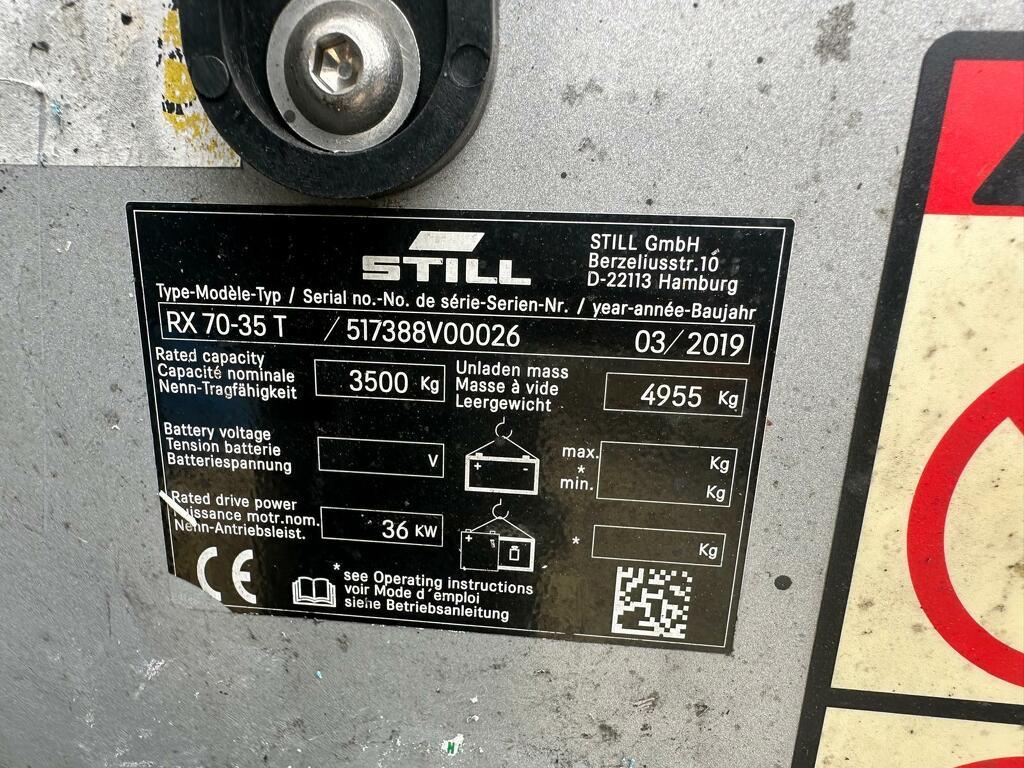 STILL
STILL GmbH
Berzeliusstr.10
D-22113 Hamburg
Type-Modèle-Typ / Serial no.-No. de série-Serien-Nr. / year-année-Baujahr
RX 70-35 T / 517388V00026 03/2019
Rated capacity
Capacité nominale
Nenn-Tragfähigkeit
3500 Kg
Unladen mass
Masse à vide
Leergewicht
4955 Kg
Battery voltage
Tension batterie
Batteriespannung
V
max.
*
min.
Kg
Kg
Rated drive power
uissance motr.nom.
Nenn-Antriebsleist.
36 KW
*
Kg
CE
* see Operating instructions
voir Mode d´emploi
siehe Betriebsanleitung
N